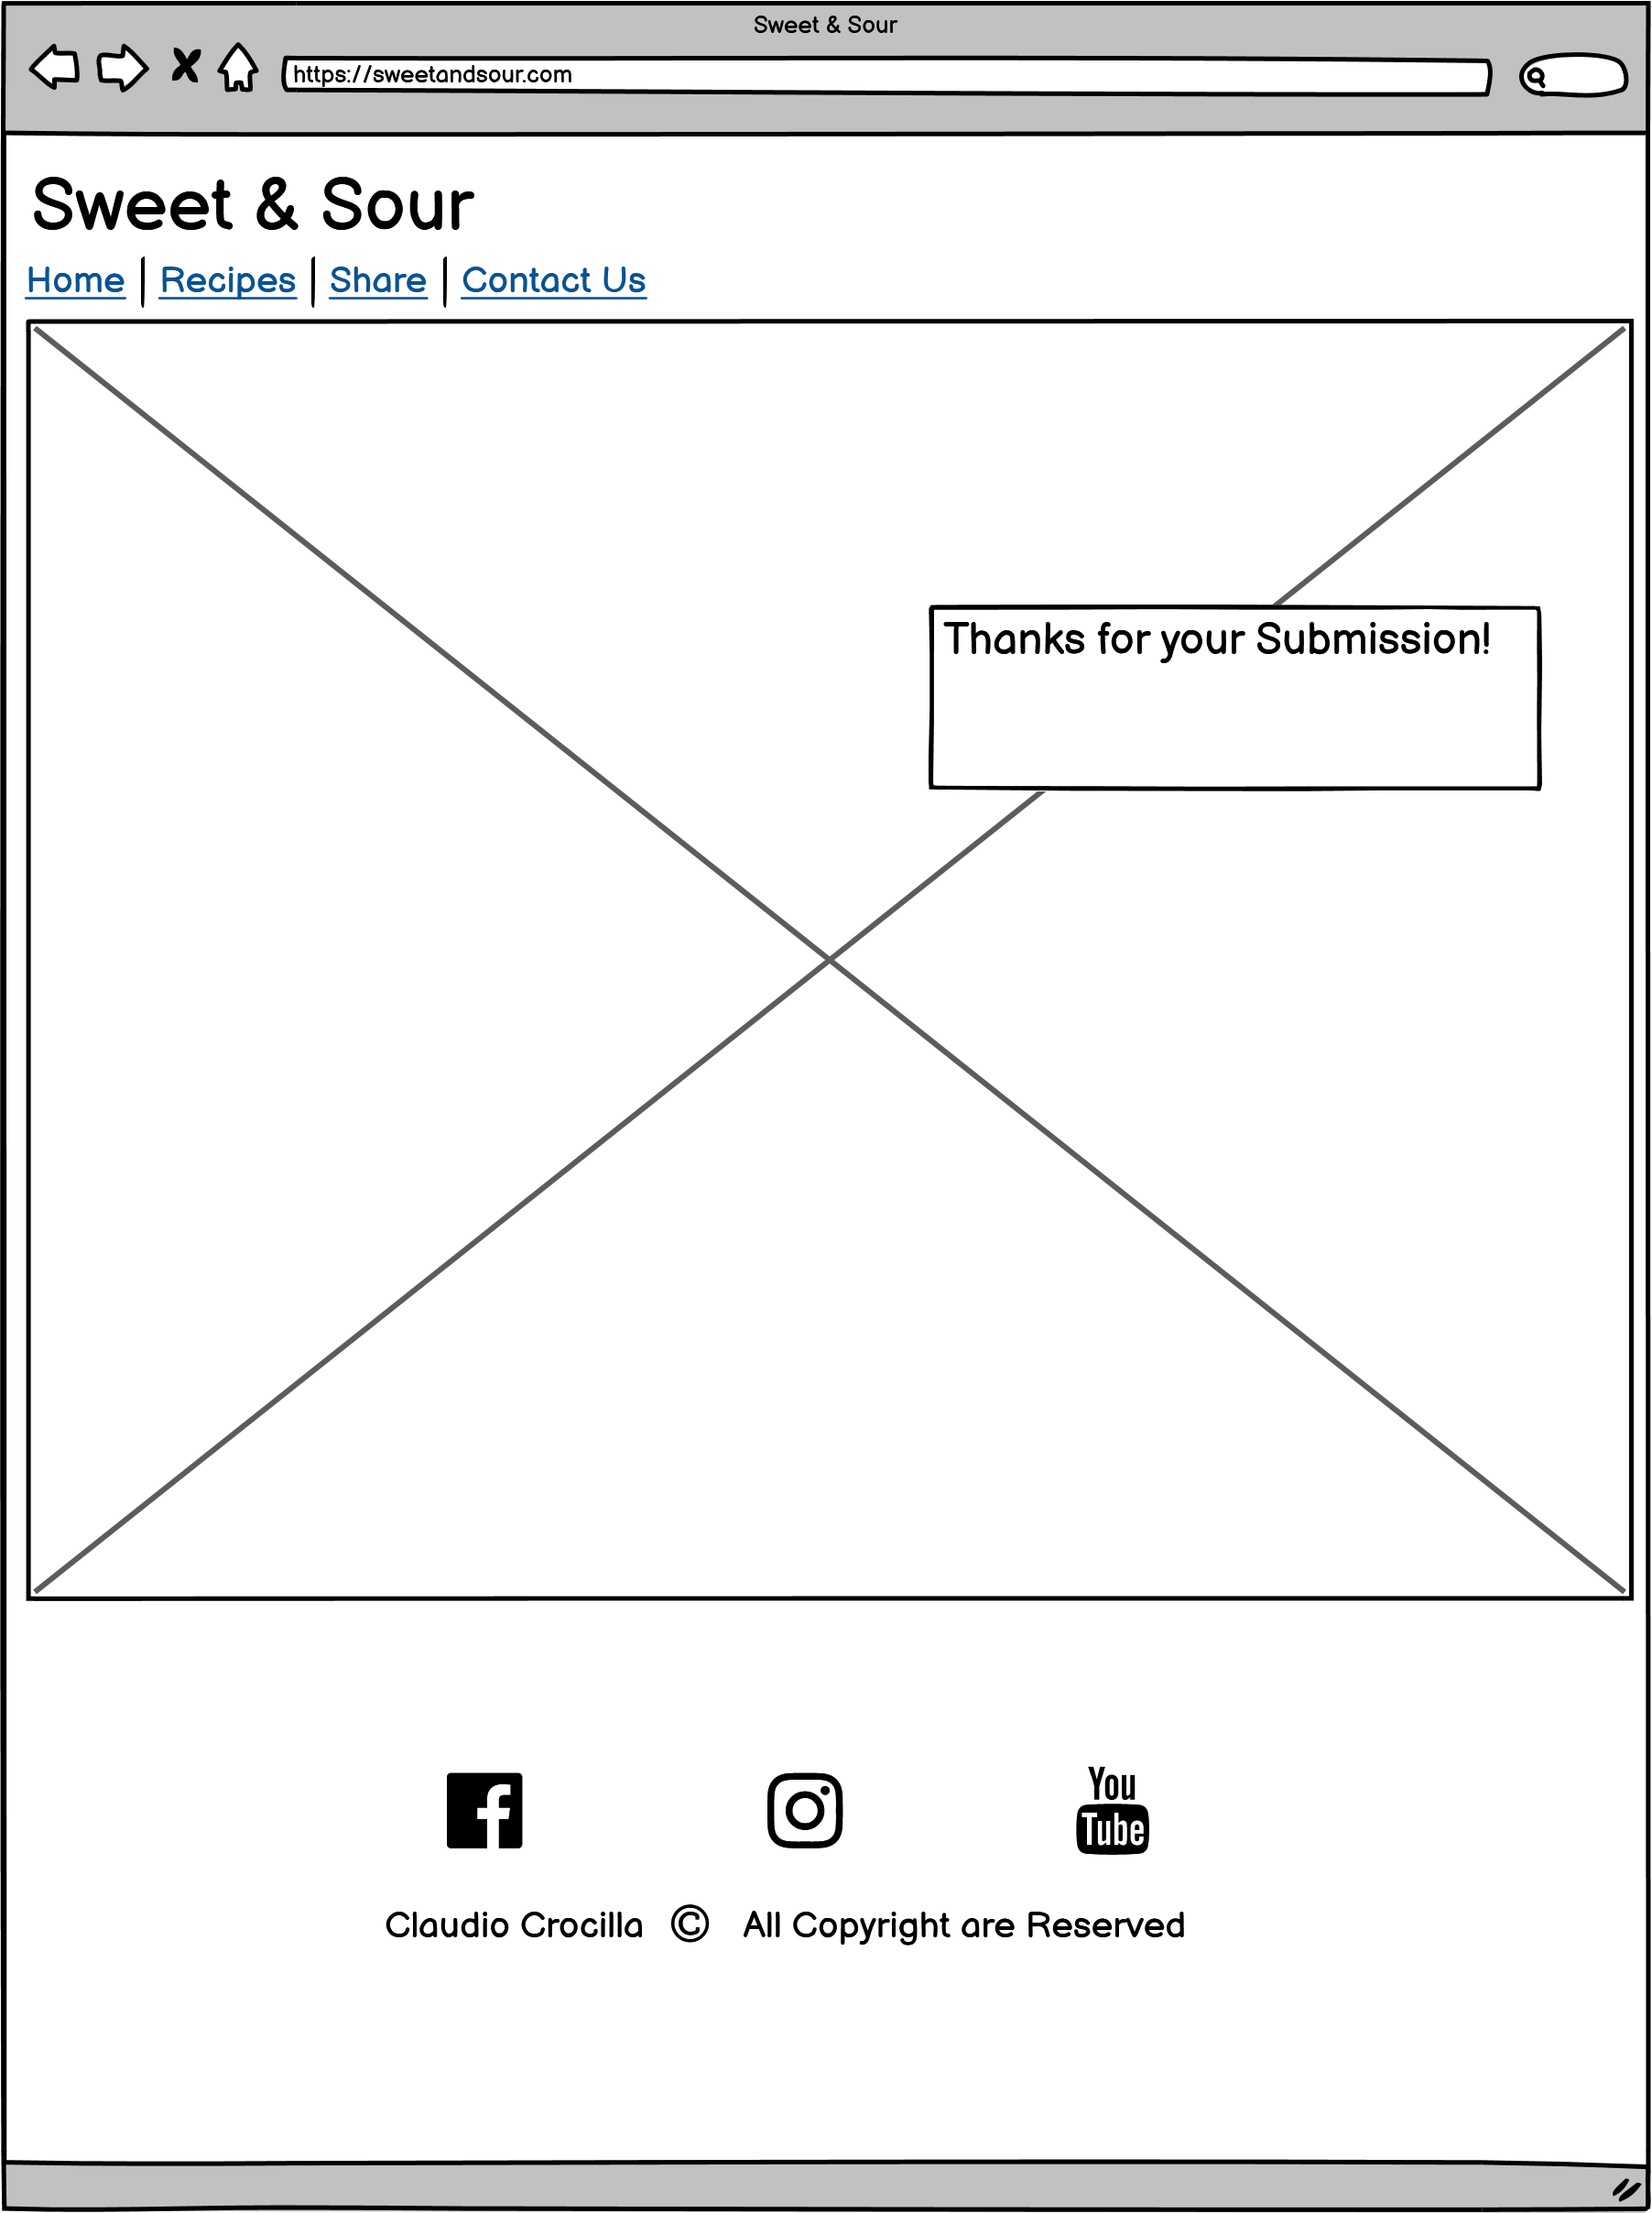 Sweet & Sour
https://sweetandsour.com
Sweet & Sour
Home | Recipes | Share | Contact Us
Thanks for your Submission!
You
Tube
Claudio Crocilla © All Copyright are Reserved